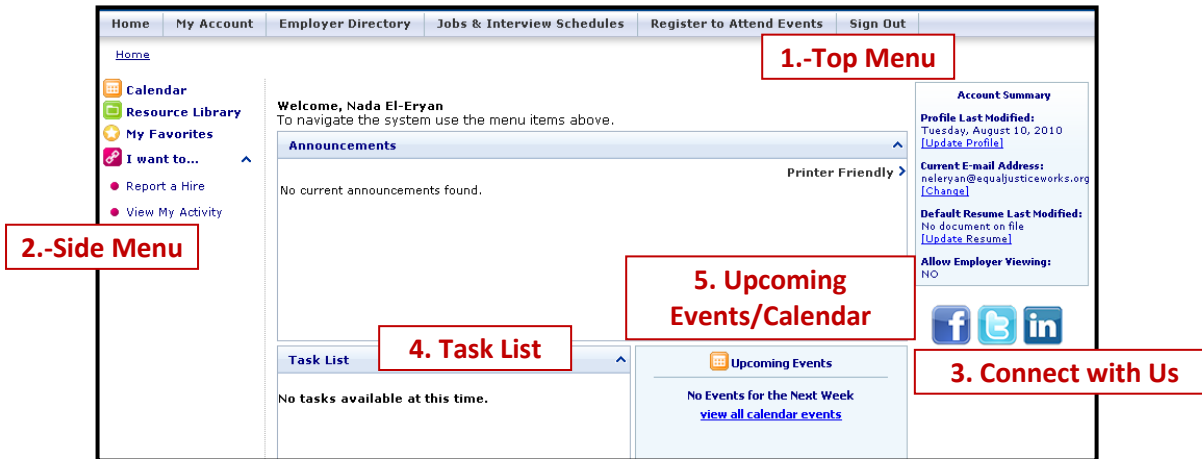 Home My Account Employer Directory Jobs & Interview Schedules Register to Attend Events Sign Out
Home
1.-Top Menu
Calendar
Resource Library
My Favorites
I want to...
Report a Hire
View My Activity
2.-Side Menu
Welcome, Nada El-Eryan
To navigate the system use the menu items above.
Announcements
Printer Friendly
No current announcements found.
Account Summary
Profile Last Modified:
Tuesday, August 10, 2010
[Update Profile]
Current E-mail Address:
neleryan@equaljusticeworks.org
[Change]
Default Resume Last Modified:
No document on file
[Update Resume]
Allow Employer Viewing:
NO
f t in
3. Connect with Us
5. Upcoming
Events/Calendar
Task List
4. Task List
No tasks available at this time.
Upcoming Events
No Events for the Next Week
view all calendar events